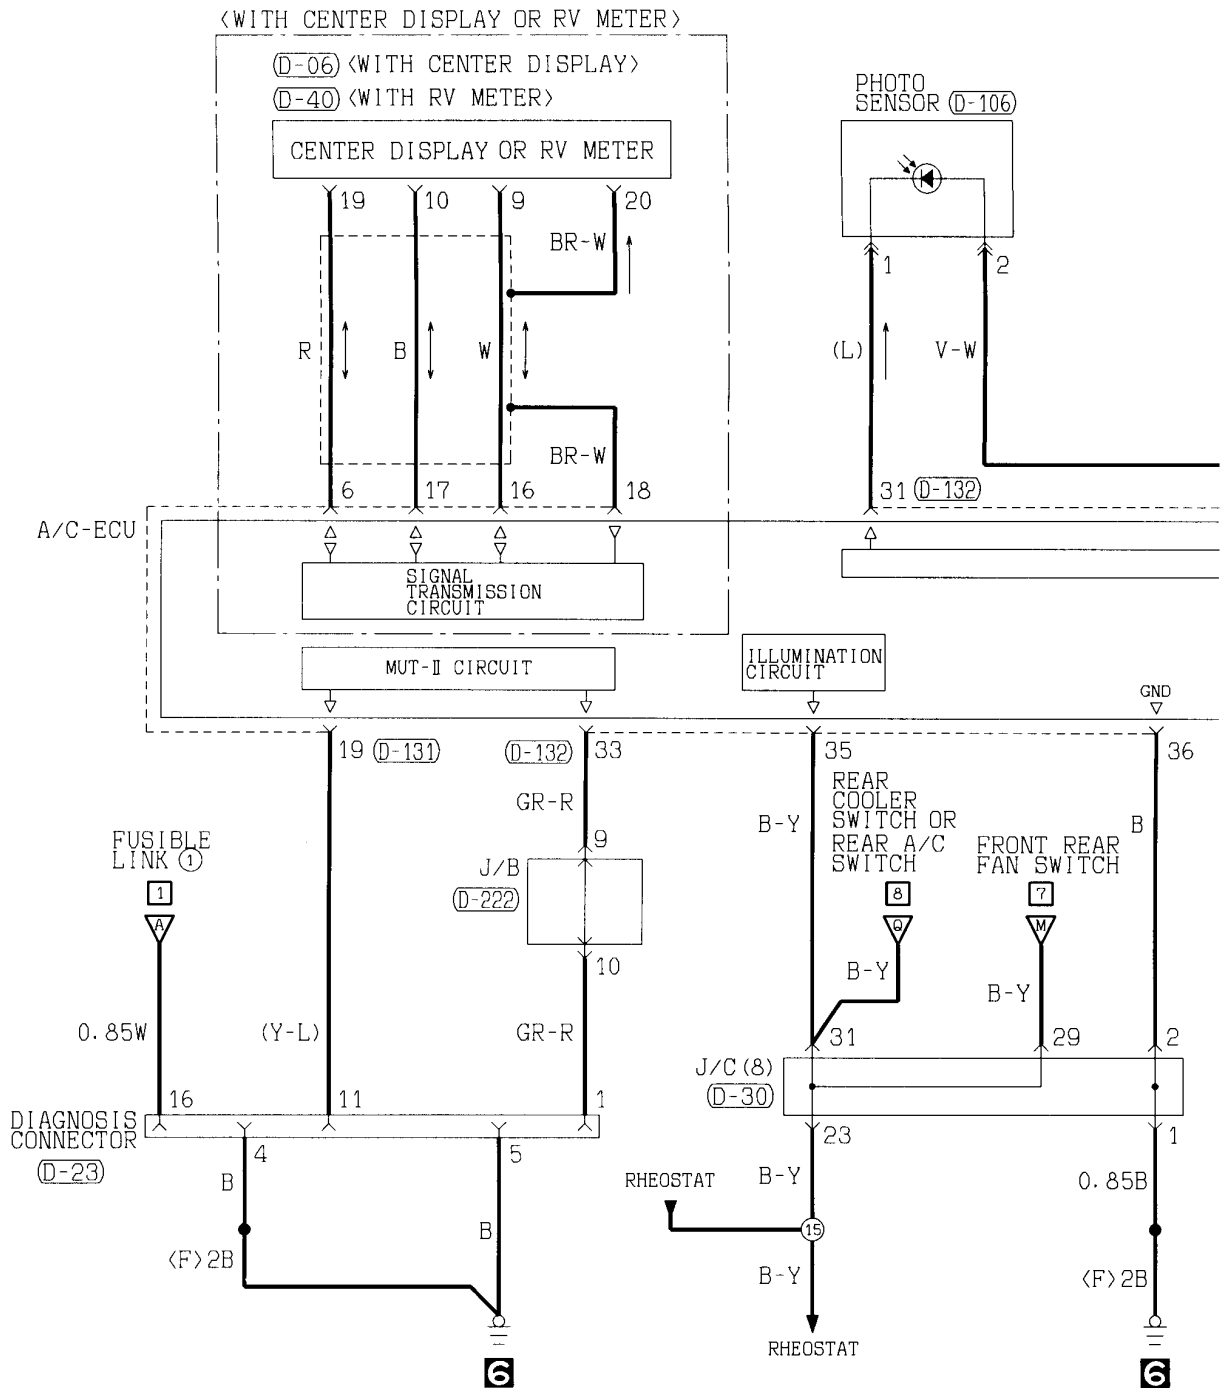 <WITH CENTER DISPLAY OR RV METER>
D-06 <WITH CENTER DISPLAY>
D-40 <WITH RV METER>
CENTER DISPLAY OR RV METER
PHOTO
SENSOR D-106
19 10 9 20
BR-W
1 2
R B W
(L) V-W
BR-W
6 17 16 18
31 D-132
A/C-ECU
SIGNAL
TRANSMISSION
CIRCUIT
MUT-II CIRCUIT
ILLUMINATION
CIRCUIT
GND
19 D-131
D-132 33
35
36
GR-R
B-Y
REAR
COOLER
SWITCH OR
REAR A/C
SWITCH
B
FUSIBLE
LINK 1
9
FRONT REAR
FAN SWITCH
J/B
D-222
1
A
8
Q
7
M
10
B-Y
B-Y
0.85W
(Y-L)
GR-R
31 29 2
J/C(8)
D-30
16 11 1
DIAGNOSIS
CONNECTOR
D-23
4 5
23 1
B
B
RHEOSTAT
B-Y
0.85B
15
<F>2B
B-Y
<F>2B
RHEOSTAT
6
6